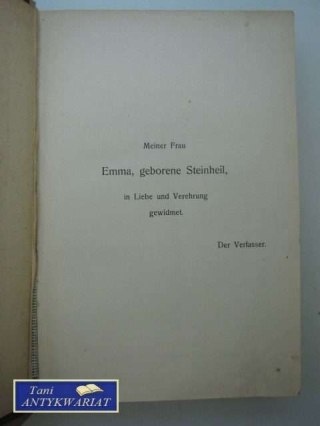 Meiner Frau
Emma, geborene Steinheil,
in Liebe und Verehrung
gewidmet.
Der Verfasser.
Tani
ANTYKWARIAT